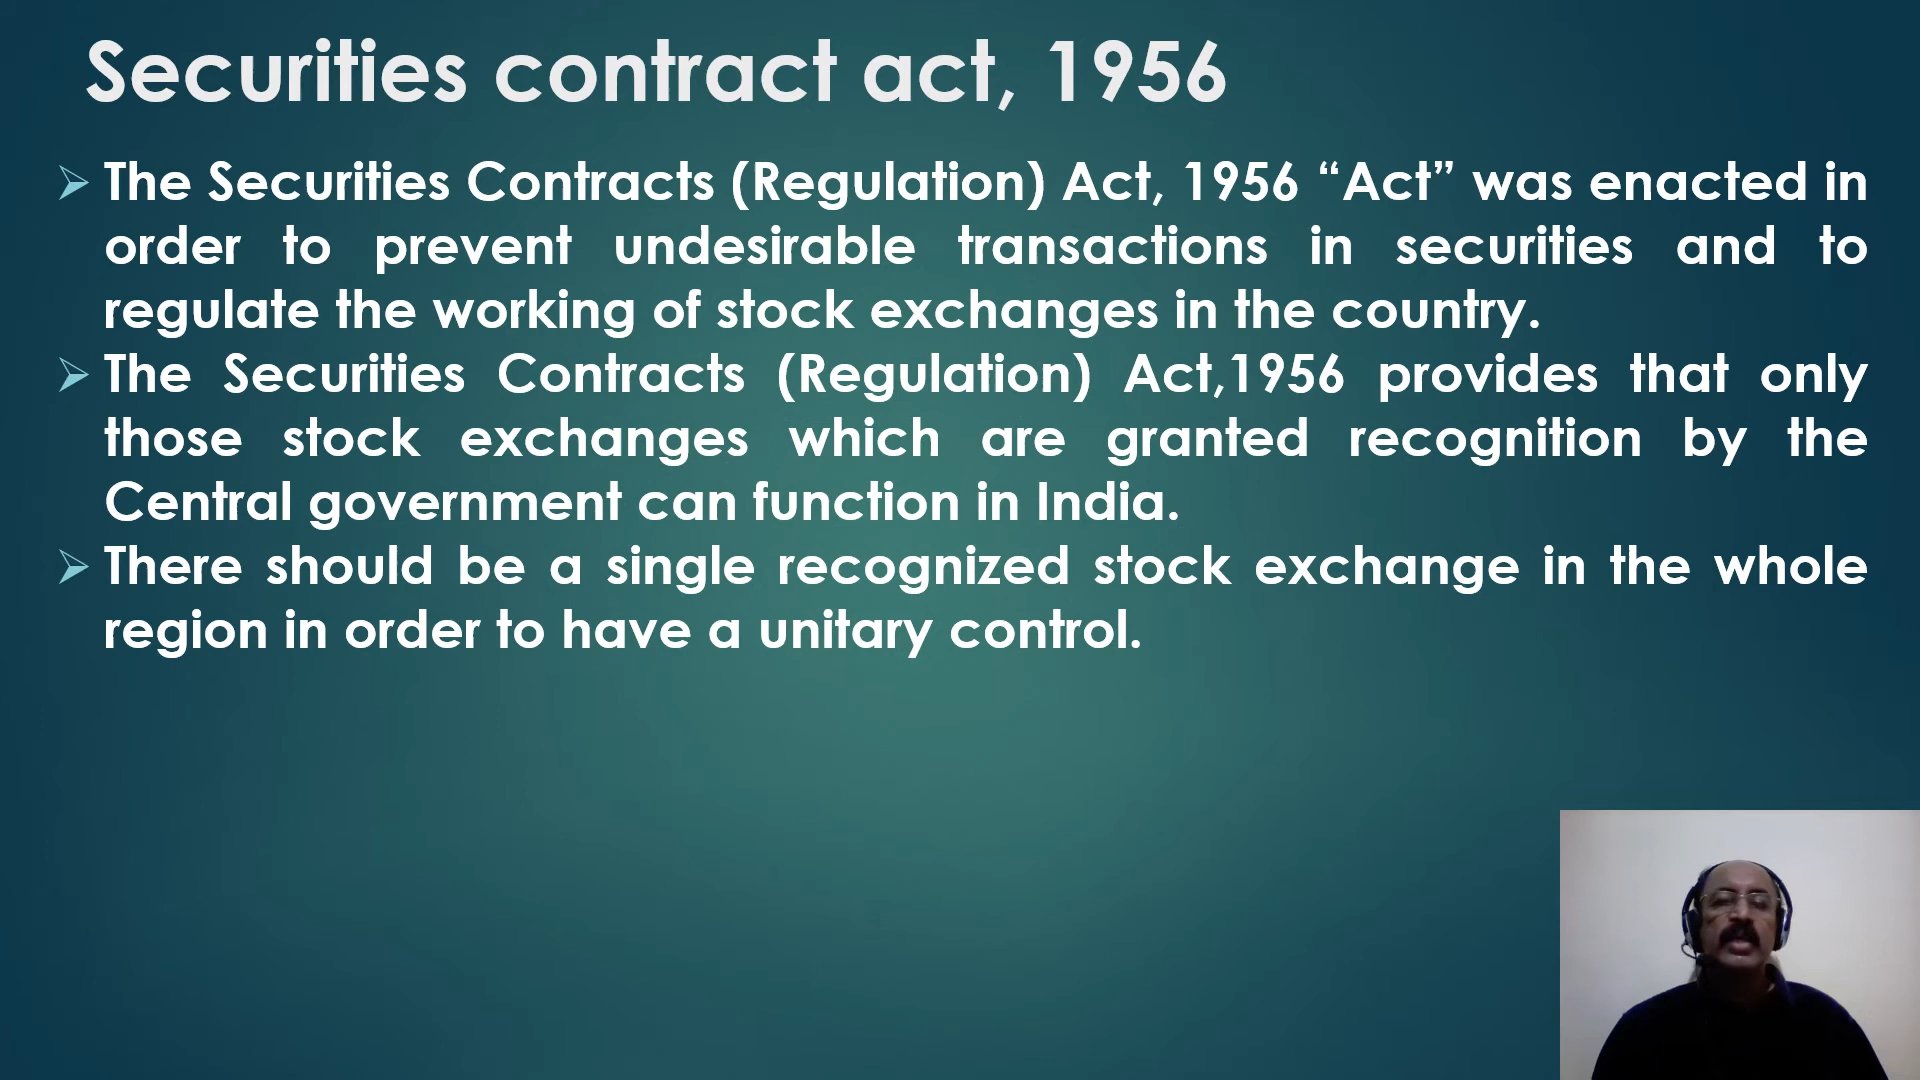 Securities contract act, 1956
The Securities Contracts (Regulation) Act, 1956 “Act” was enacted in
order to prevent undesirable transactions in securities and to
regulate the working of stock exchanges in the country.
The Securities Contracts (Regulation) Act,1956 provides that only
those stock exchanges which are granted recognition by the
Central government can function in India.
There should be a single recognized stock exchange in the whole
region in order to have a unitary control.